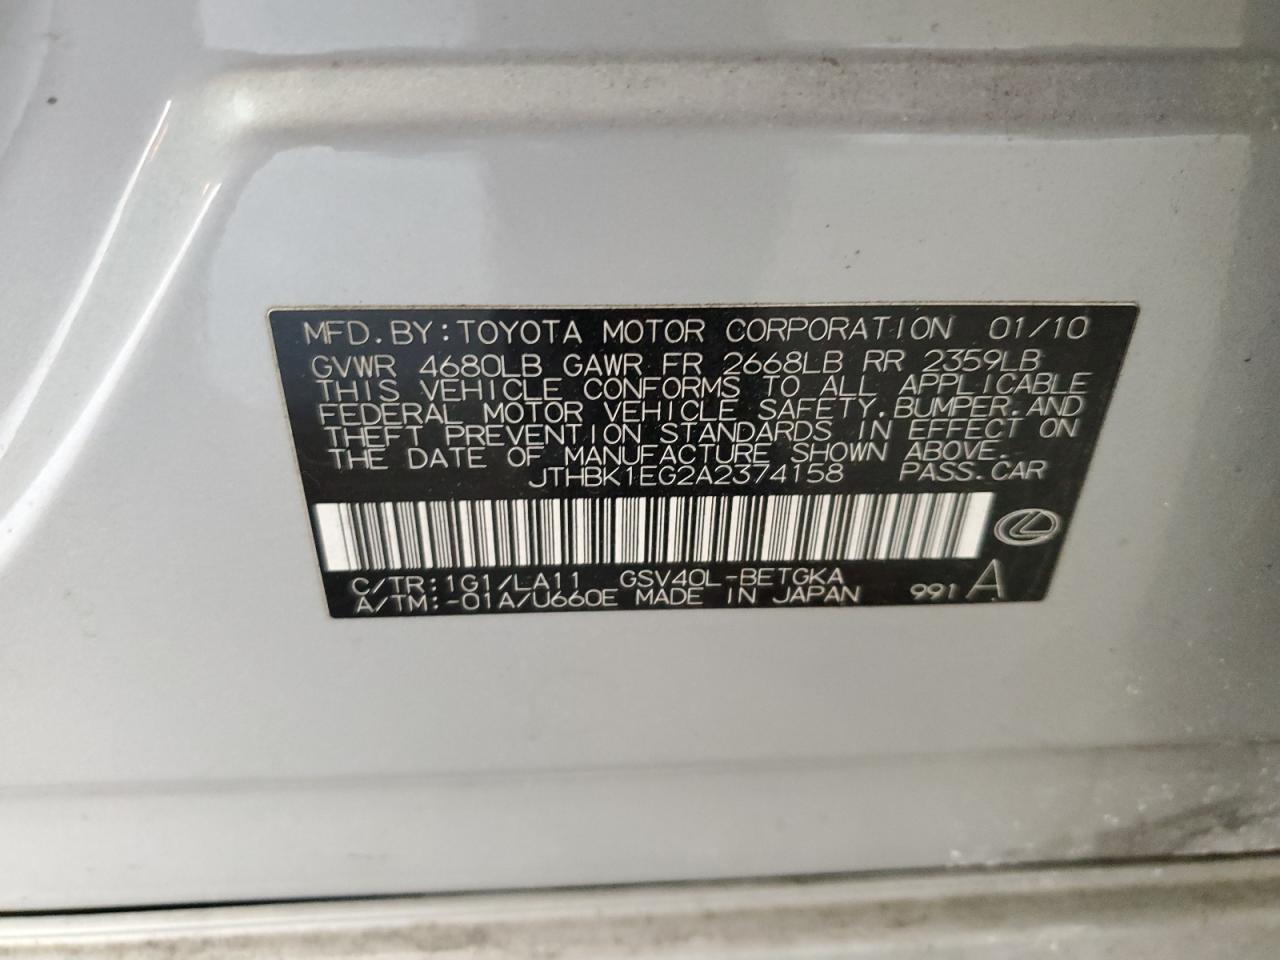 MFD. BY: TOYOTA MOTOR CORPORATION 01/10
GVWR 4680LB GAWR FR 2668LB RR 2359LB
THIS VEHICLE CONFORMS TO ALL APPLICABLE
FEDERAL MOTOR VEHICLE SAFETY, BUMPER, AND
THEFT PREVENTION STANDARDS IN EFFECT ON
THE DATE OF MANUFACTURE SHOWN ABOVE.
JTHBK1EG2A2374158 PASS. CAR
C/TR: 1G1/LA11 GSV40L-BETGKA
A/TM: -01A/U660E MADE IN JAPAN 991 A